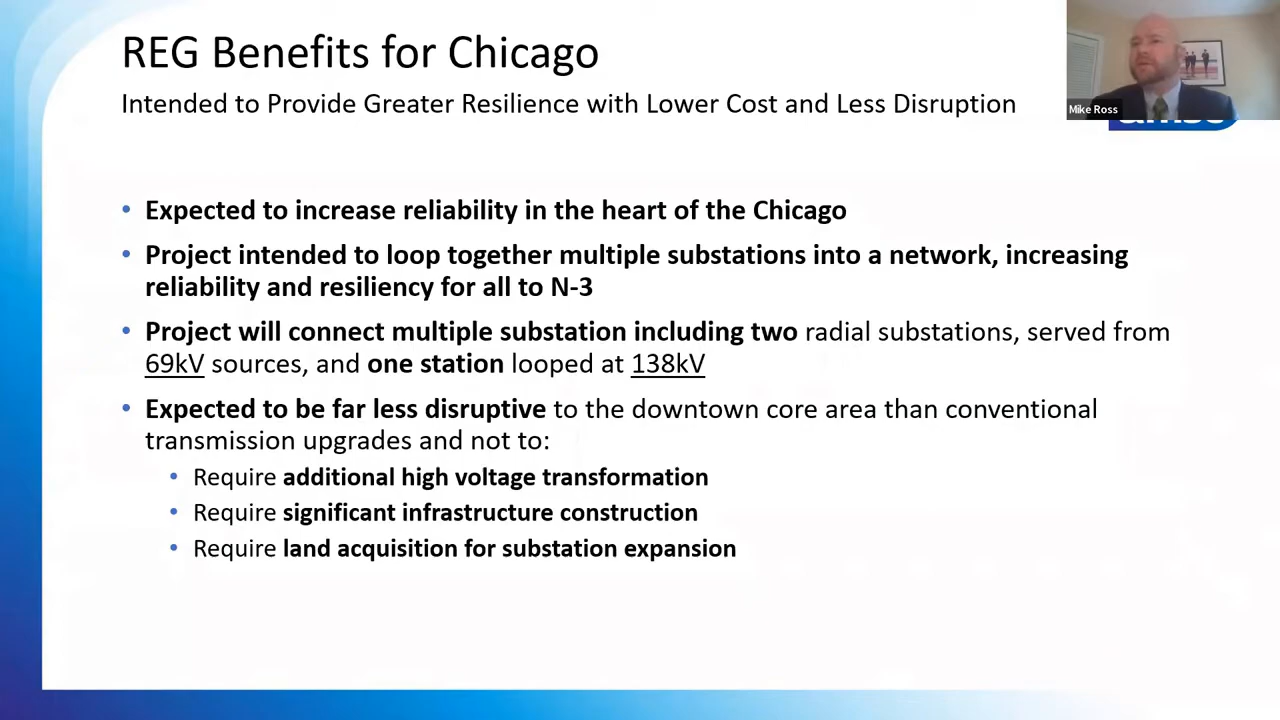 REG Benefits for Chicago
Intended to Provide Greater Resilience with Lower Cost and Less Disruption
Mike Ross
• Expected to increase reliability in the heart of the Chicago
• Project intended to loop together multiple substations into a network, increasing
reliability and resiliency for all to N-3
• Project will connect multiple substation including two radial substations, served from
69kV sources, and one station looped at 138kV
• Expected to be far less disruptive to the downtown core area than conventional
transmission upgrades and not to:
• Require additional high voltage transformation
• Require significant infrastructure construction
• Require land acquisition for substation expansion